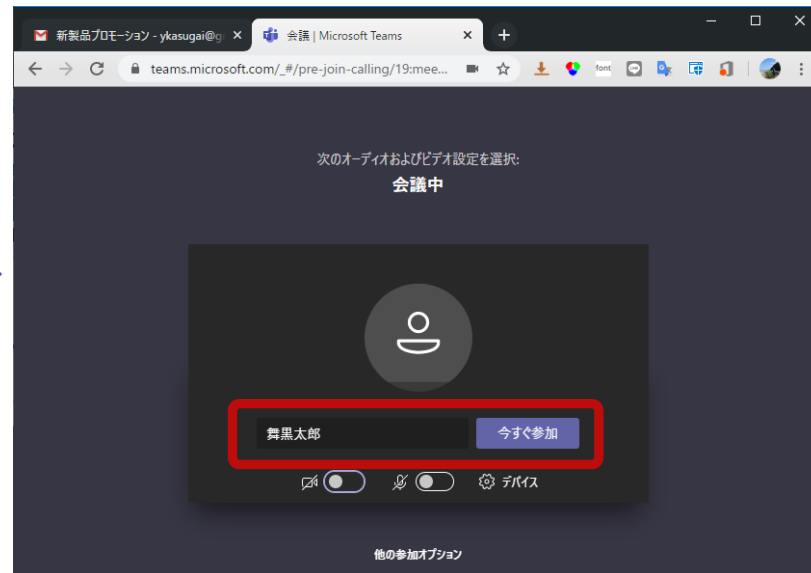 新製品プロモーション - ykasugai@g
会議 | Microsoft Teams
teams.microsoft.com/_#/pre-join-calling/19:mee...
font
次のオーディオおよびビデオ設定を選択:
会議中
舞黒太郎
今すぐ参加
デバイス
他の参加オプション